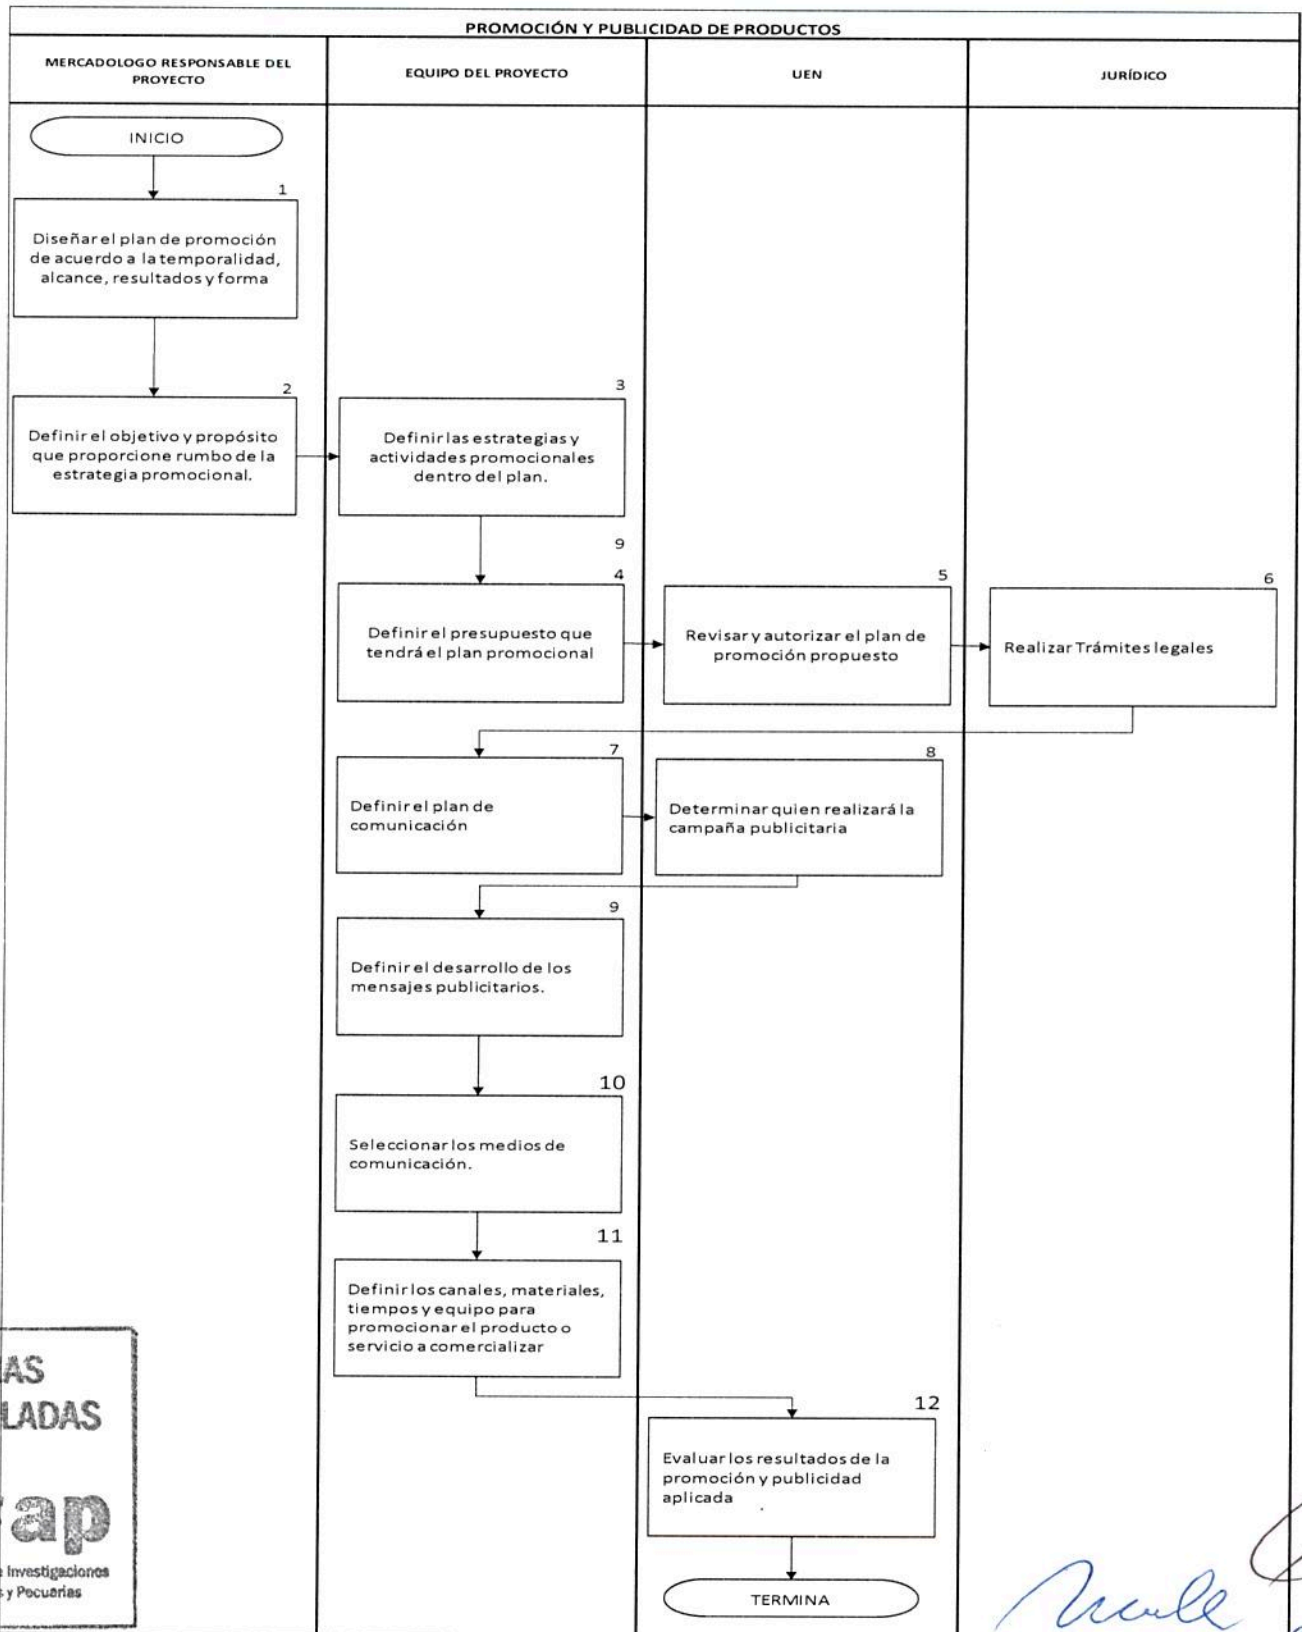 PROMOCIÓN Y PUBLICIDAD DE PRODUCTOS
MERCADOLOGO RESPONSABLE DEL
PROYECTO
EQUIPO DEL PROYECTO
UEN
JURÍDICO
INICIO
1
Diseñar el plan de promoción
de acuerdo a la temporalidad,
alcance, resultados y forma
2
Definir el objetivo y propósito
que proporcione rumbo de la
estrategia promocional.
3
Definir las estrategias y
actividades promocionales
dentro del plan.
9
4
Definir el presupuesto que
tendrá el plan promocional
5
Revisar y autorizar el plan de
promoción propuesto
6
Realizar Trámites legales
7
Definir el plan de
comunicación
8
Determinar quien realizará la
campaña publicitaria
9
Definir el desarrollo de los
mensajes publicitarios.
10
Seleccionar los medios de
comunicación.
11
Definir los canales, materiales,
tiempos y equipo para
promocionar el producto o
servicio a comercializar
12
Evaluar los resultados de la
promoción y publicidad
aplicada
TERMINA
AS
LADAS
ap
Investigaciones
s y Pecuarias